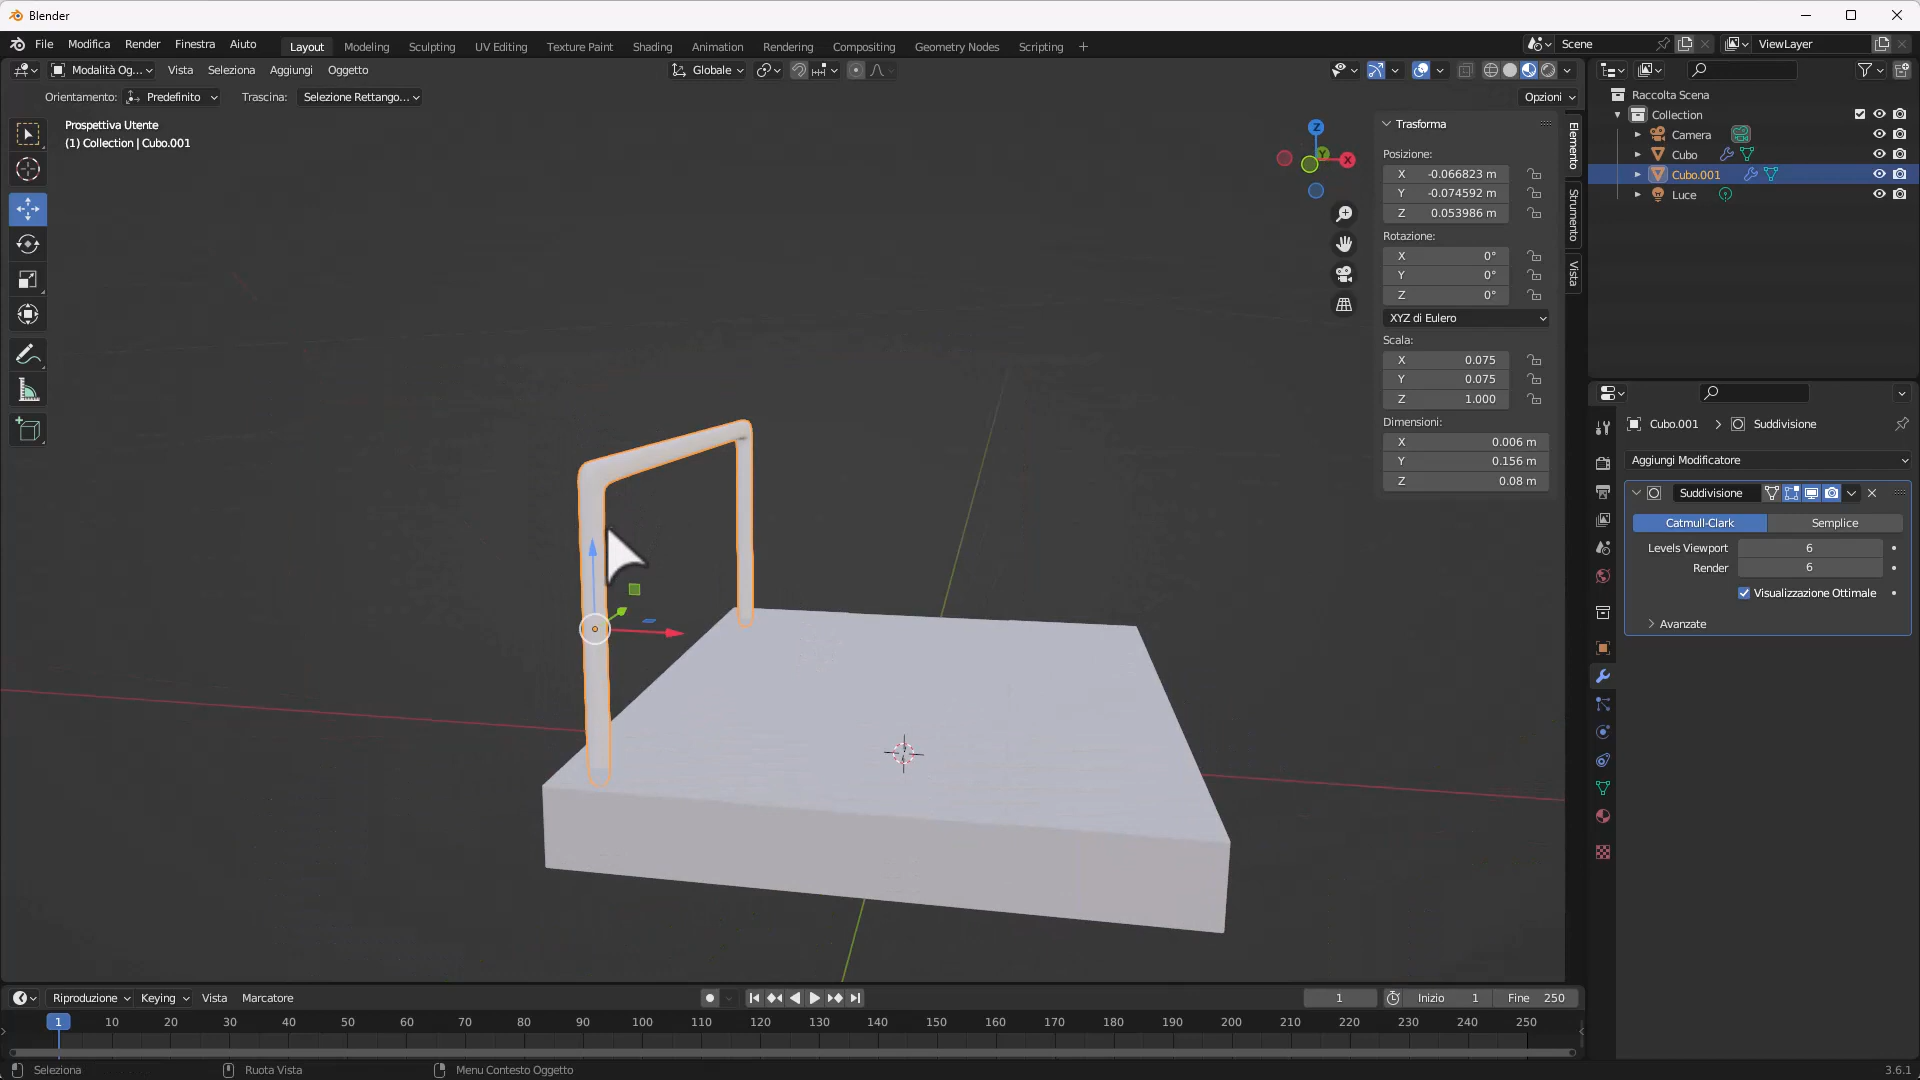 Blender
File Modifica Render Finestra Aiuto Layout Modeling Sculpting UV Editing Texture Paint Shading Animation Rendering Compositing Geometry Nodes Scripting + Scene ViewLayer
Modalità Og... Vista Seleziona Aggiungi Oggetto Globale
Orientamento: Predefinito Trascina: Selezione Rettango... Opzioni
Prospettiva Utente
(1) Collection | Cubo.001
Z
Y
X
Trasforma
Posizione:
X -0.066823 m
Y -0.074592 m
Z 0.053986 m
Rotazione:
X 0°
Y 0°
Z 0°
XYZ di Eulero
Scala:
X 0.075
Y 0.075
Z 1.000
Dimensioni:
X 0.006 m
Y 0.156 m
Z 0.08 m
Elemento
Strumento
Vista
Raccolta Scena
Collection
Camera
Cubo
Cubo.001
Luce
Cubo.001 > Suddivisione
Aggiungi Modificatore
Suddivisione
Catmull-Clark Semplice
Levels Viewport 6
Render 6
Visualizzazione Ottimale
Avanzate
Riproduzione Keying Vista Marcatore 1 Inizio 1 Fine 250
1 10 20 30 40 50 60 70 80 90 100 110 120 130 140 150 160 170 180 190 200 210 220 230 240 250
Seleziona Ruota Vista Menu Contesto Oggetto 3.6.1